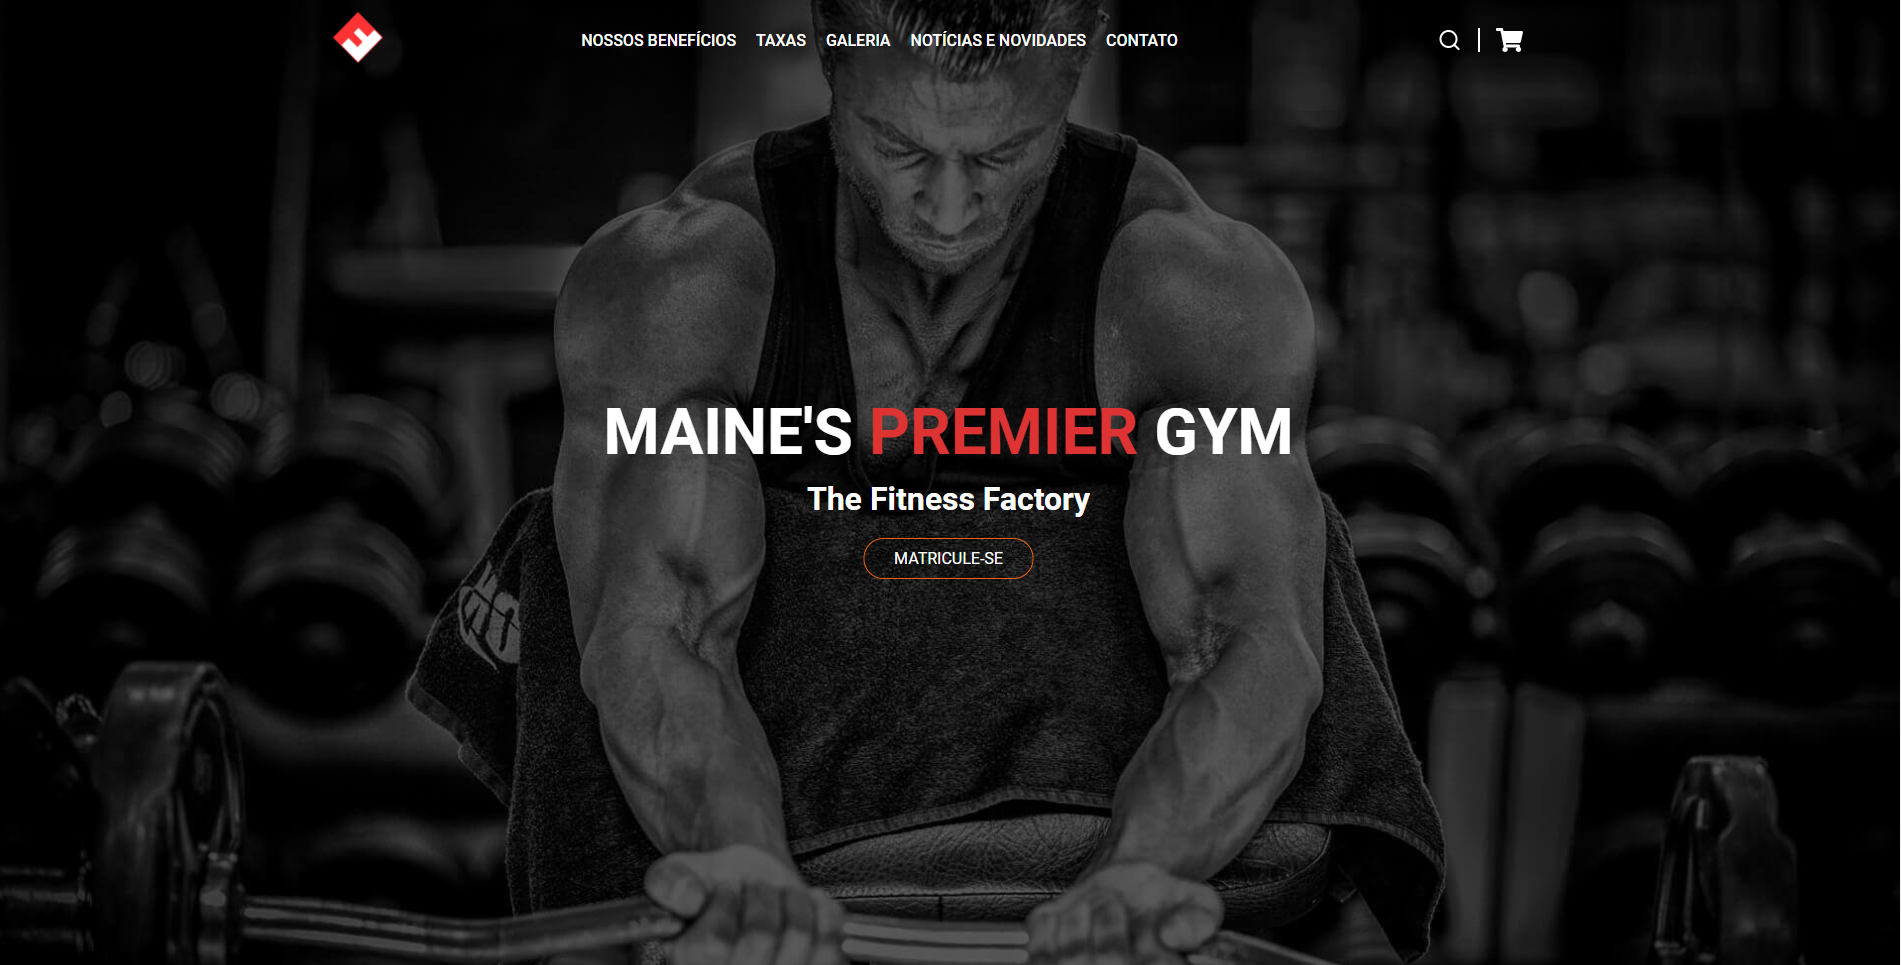 NOSSOS BENEFÍCIOS TAXAS GALERIA NOTÍCIAS E NOVIDADES CONTATO
MAINE'S PREMIER GYM
The Fitness Factory
MATRICULE-SE